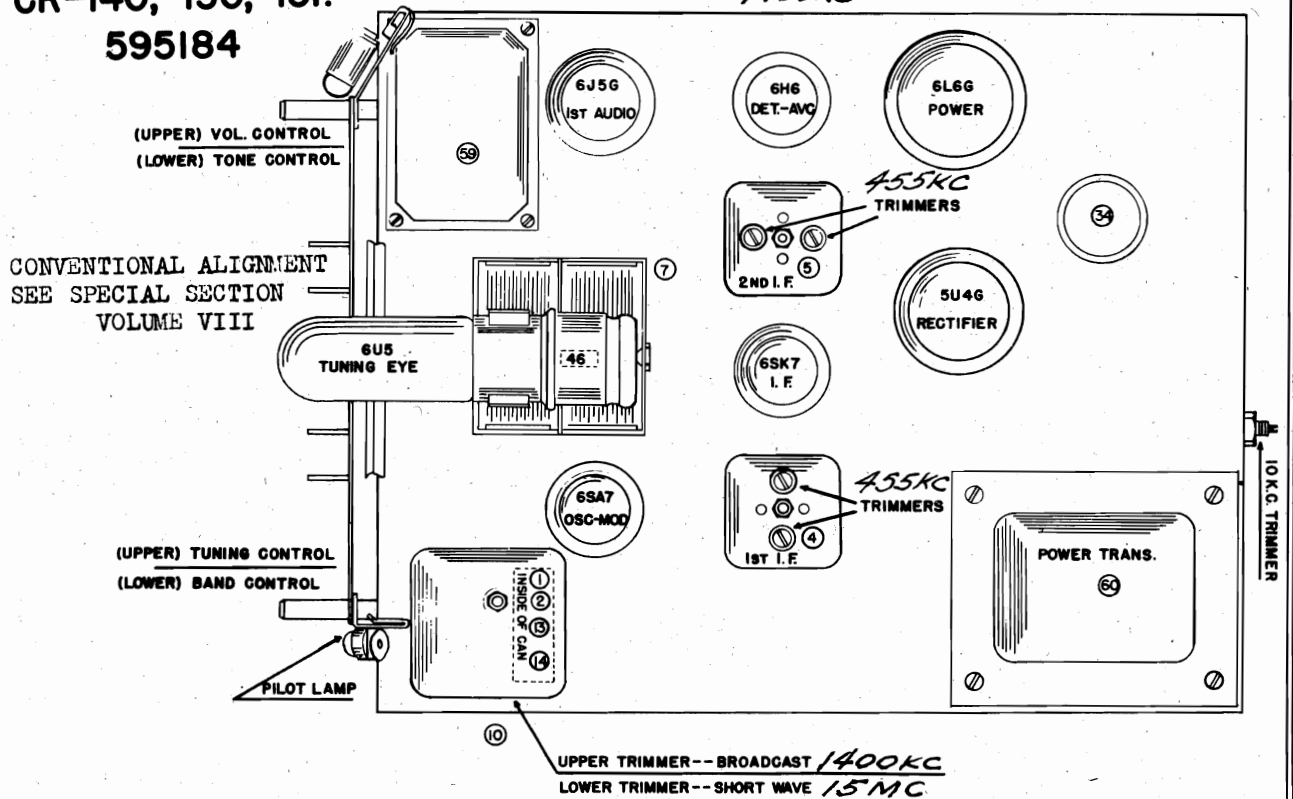 595184
(UPPER) VOL. CONTROL
(LOWER) TONE CONTROL
59
6J5G
1ST AUDIO
6H6
DET.-AVC
6L6G
POWER
455KC
TRIMMERS
34
5
2ND I.F.
7
CONVENTIONAL ALIGNMENT
SEE SPECIAL SECTION
VOLUME VIII
6U5
TUNING EYE
46
6SK7
I.F.
5U4G
RECTIFIER
10 K.C. TRIMMER
6SA7
OSC-MOD
455KC
TRIMMERS
4
1ST I.F.
POWER TRANS.
60
(UPPER) TUNING CONTROL
(LOWER) BAND CONTROL
INSIDE OF CAN
1
2
13
14
PILOT LAMP
10
UPPER TRIMMER--BROADCAST 1400KC
LOWER TRIMMER--SHORT WAVE 15MC